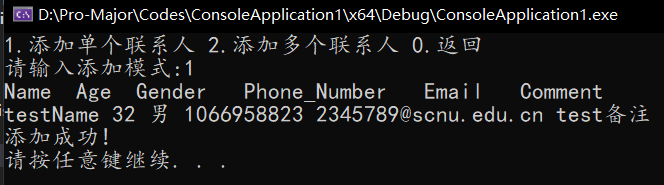 D:\Pro-Major\Codes\ConsoleApplication1\x64\Debug\ConsoleApplication1.exe
1.添加单个联系人 2.添加多个联系人 0.返回
请输入添加模式:1
Name Age Gender Phone_Number Email Comment
testName 32 男 1066958823 2345789@scnu.edu.cn test备注
添加成功!
请按任意键继续. . .